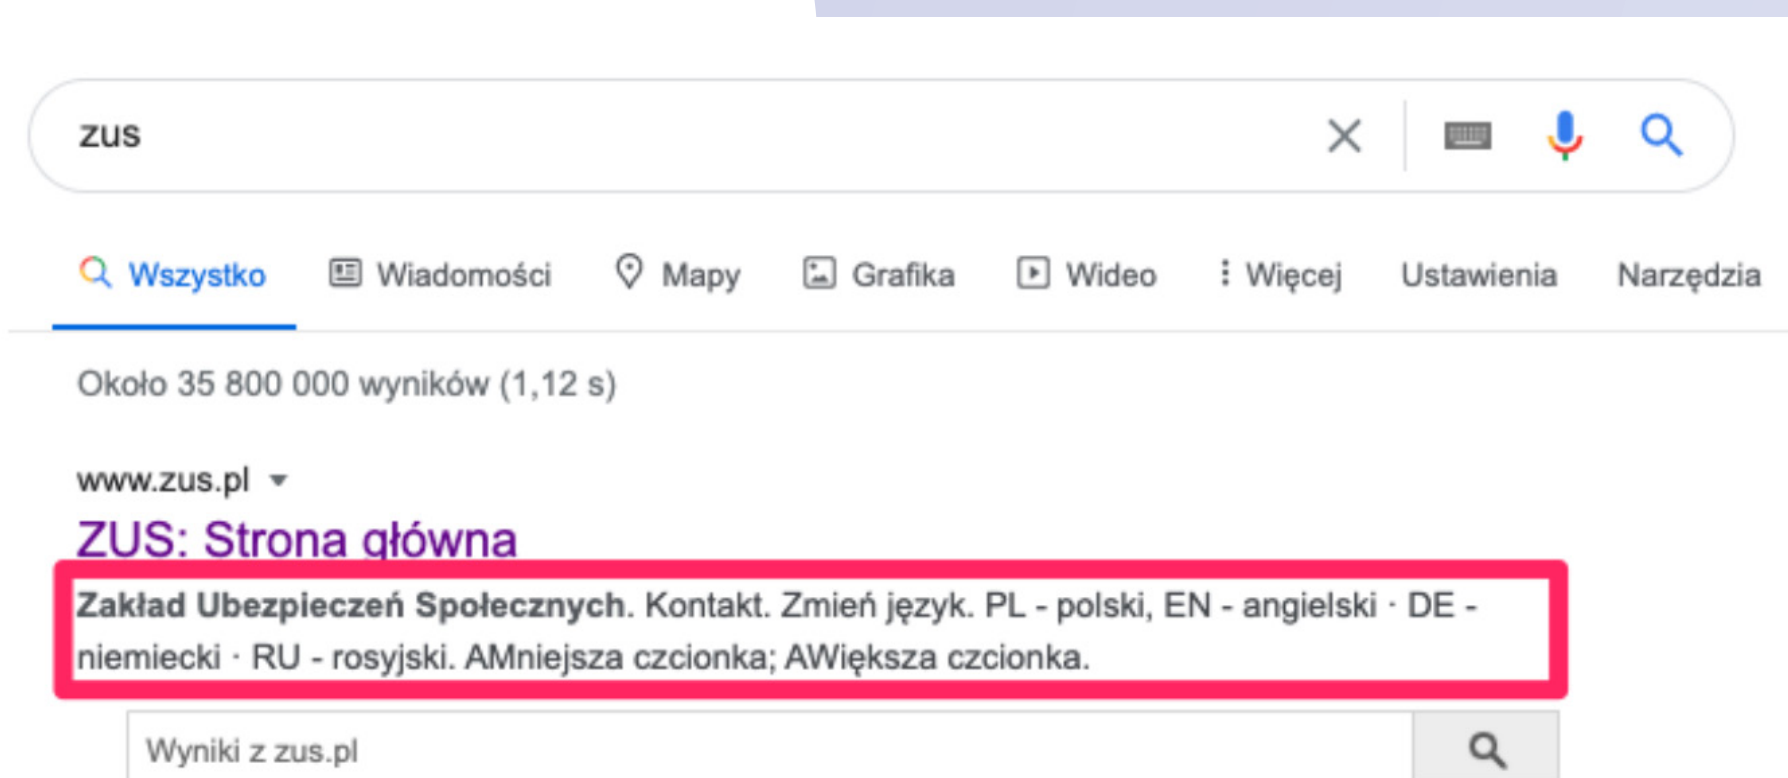 zus
Wszystko Wiadomości Mapy Grafika Wideo Więcej Ustawienia Narzędzia
Około 35 800 000 wyników (1,12 s)
www.zus.pl
ZUS: Strona główna
Zakład Ubezpieczeń Społecznych. Kontakt. Zmień język. PL - polski, EN - angielski · DE -
niemiecki · RU - rosyjski. AMniejsza czcionka; AWiększa czcionka.
Wyniki z zus.pl